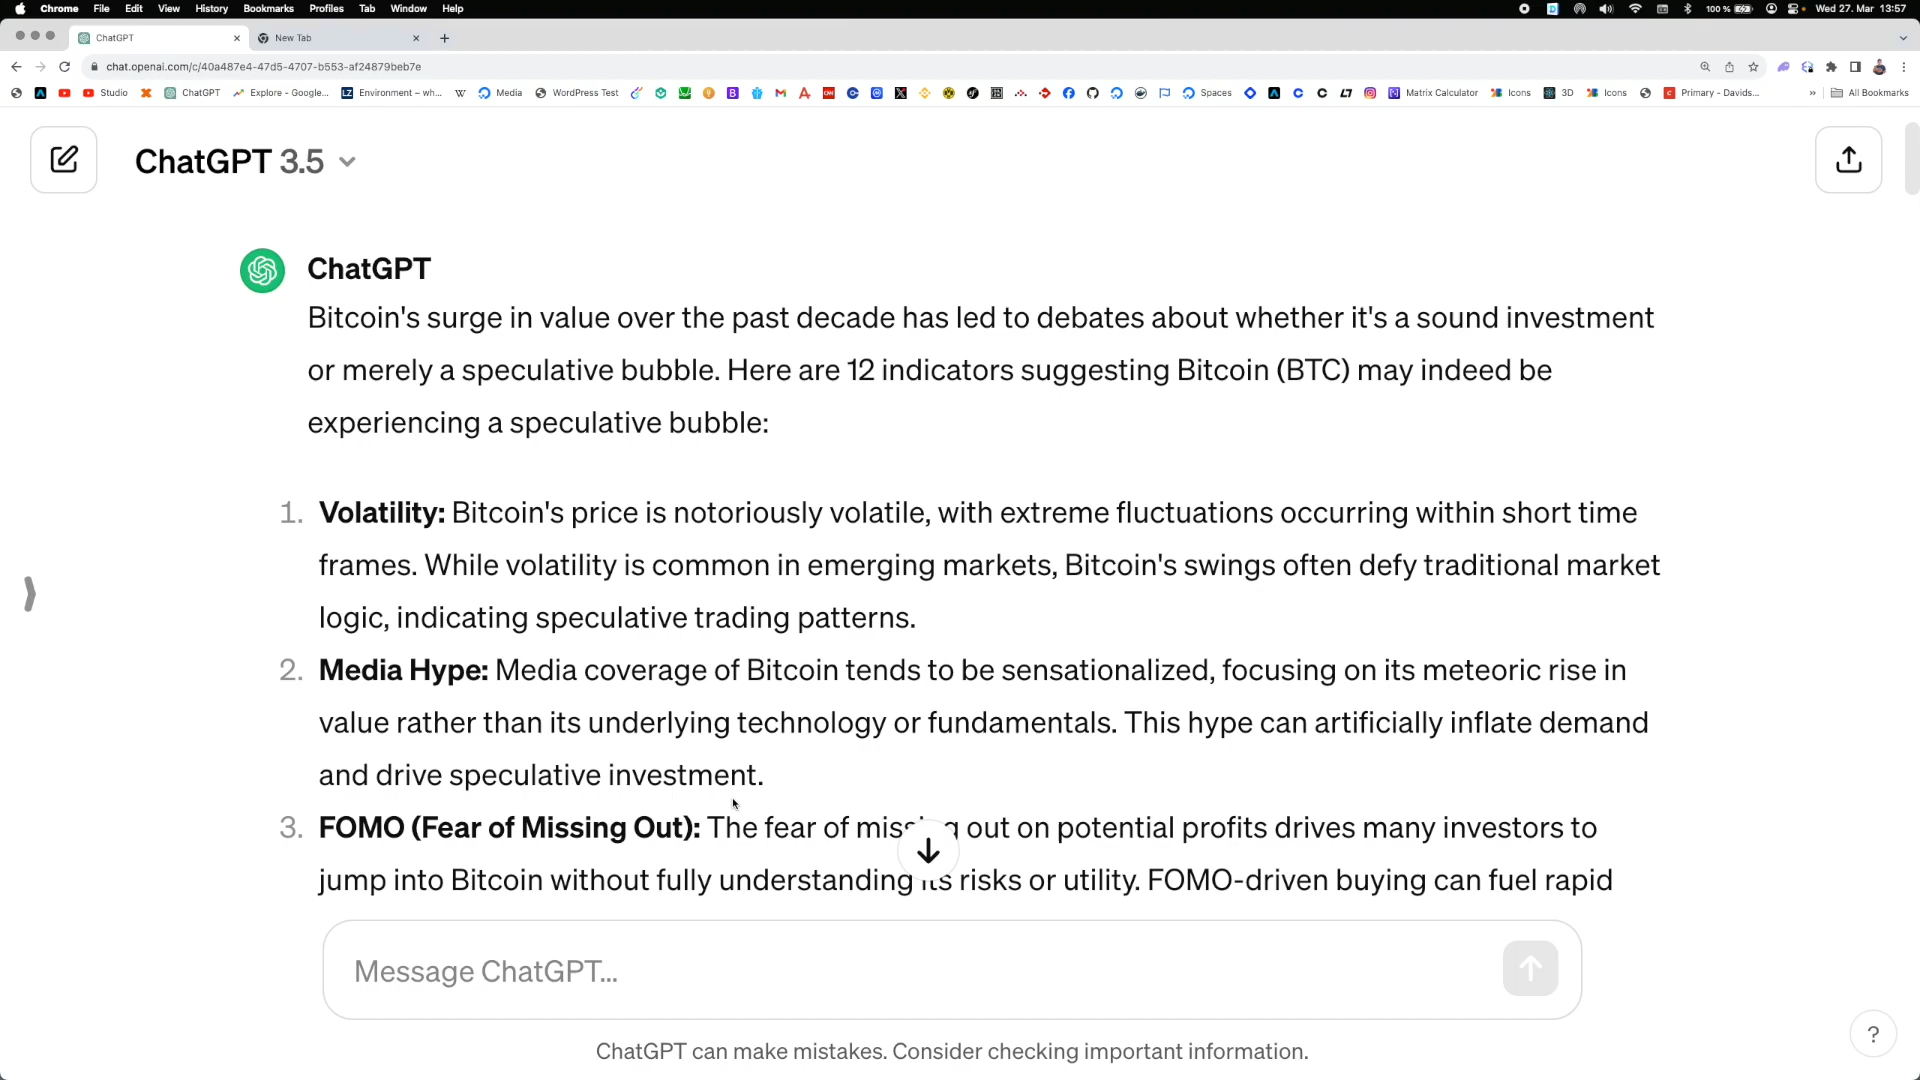 Chrome File Edit View History Bookmarks Profiles Tab Window Help 100 % Wed 27. Mar 13:57
ChatGPT New Tab
chat.openai.com/c/40a487e4-47d5-4707-b553-af24879beb7e
Studio ChatGPT Explore – Google... Environment – wh... Media WordPress Test Spaces Matrix Calculator Icons 3D Icons Primary - Davids... » All Bookmarks
ChatGPT 3.5
ChatGPT
Bitcoin's surge in value over the past decade has led to debates about whether it's a sound investment
or merely a speculative bubble. Here are 12 indicators suggesting Bitcoin (BTC) may indeed be
experiencing a speculative bubble:
1. Volatility: Bitcoin's price is notoriously volatile, with extreme fluctuations occurring within short time
frames. While volatility is common in emerging markets, Bitcoin's swings often defy traditional market
logic, indicating speculative trading patterns.
2. Media Hype: Media coverage of Bitcoin tends to be sensationalized, focusing on its meteoric rise in
value rather than its underlying technology or fundamentals. This hype can artificially inflate demand
and drive speculative investment.
3. FOMO (Fear of Missing Out): The fear of missing out on potential profits drives many investors to
jump into Bitcoin without fully understanding its risks or utility. FOMO-driven buying can fuel rapid
Message ChatGPT...
ChatGPT can make mistakes. Consider checking important information.
?